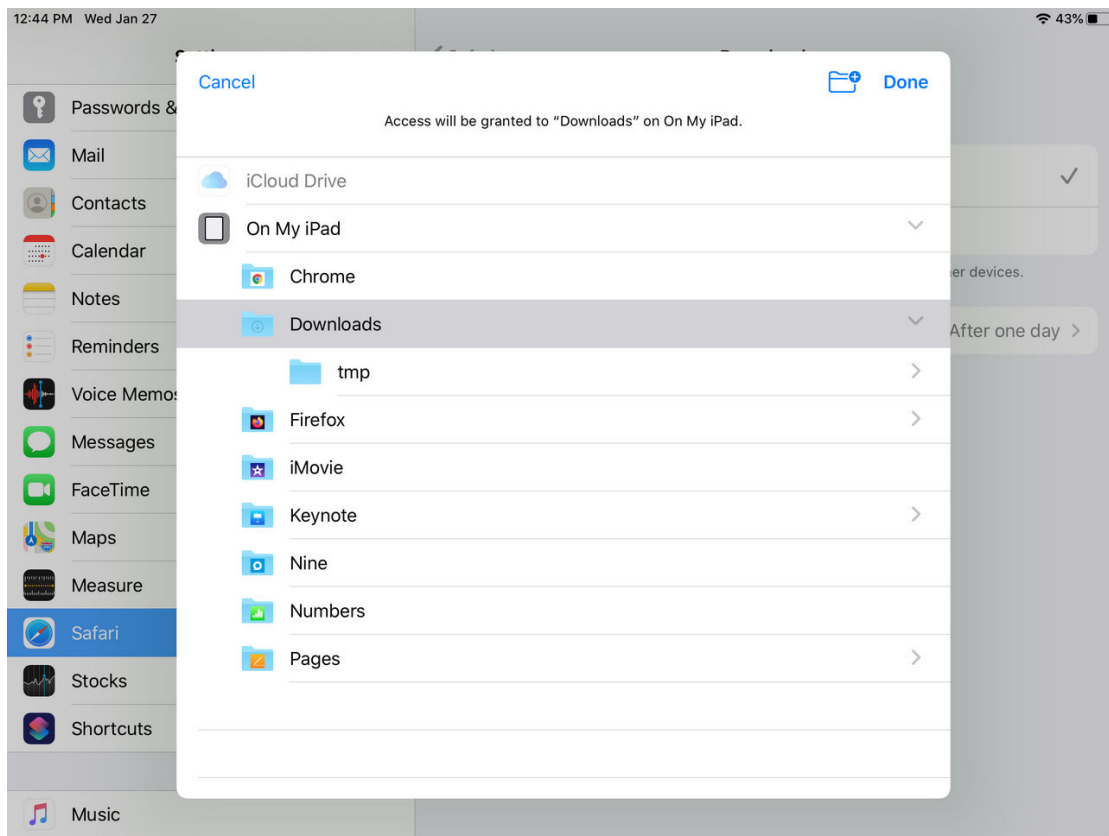 12:44 PM Wed Jan 27
43%
Cancel
Done
Access will be granted to “Downloads” on On My iPad.
Passwords &
Mail
Contacts
Calendar
Notes
Reminders
Voice Memos
Messages
FaceTime
Maps
Measure
Safari
Stocks
Shortcuts
Music
iCloud Drive
On My iPad
Chrome
Downloads
tmp
Firefox
iMovie
Keynote
Nine
Numbers
Pages
er devices.
After one day